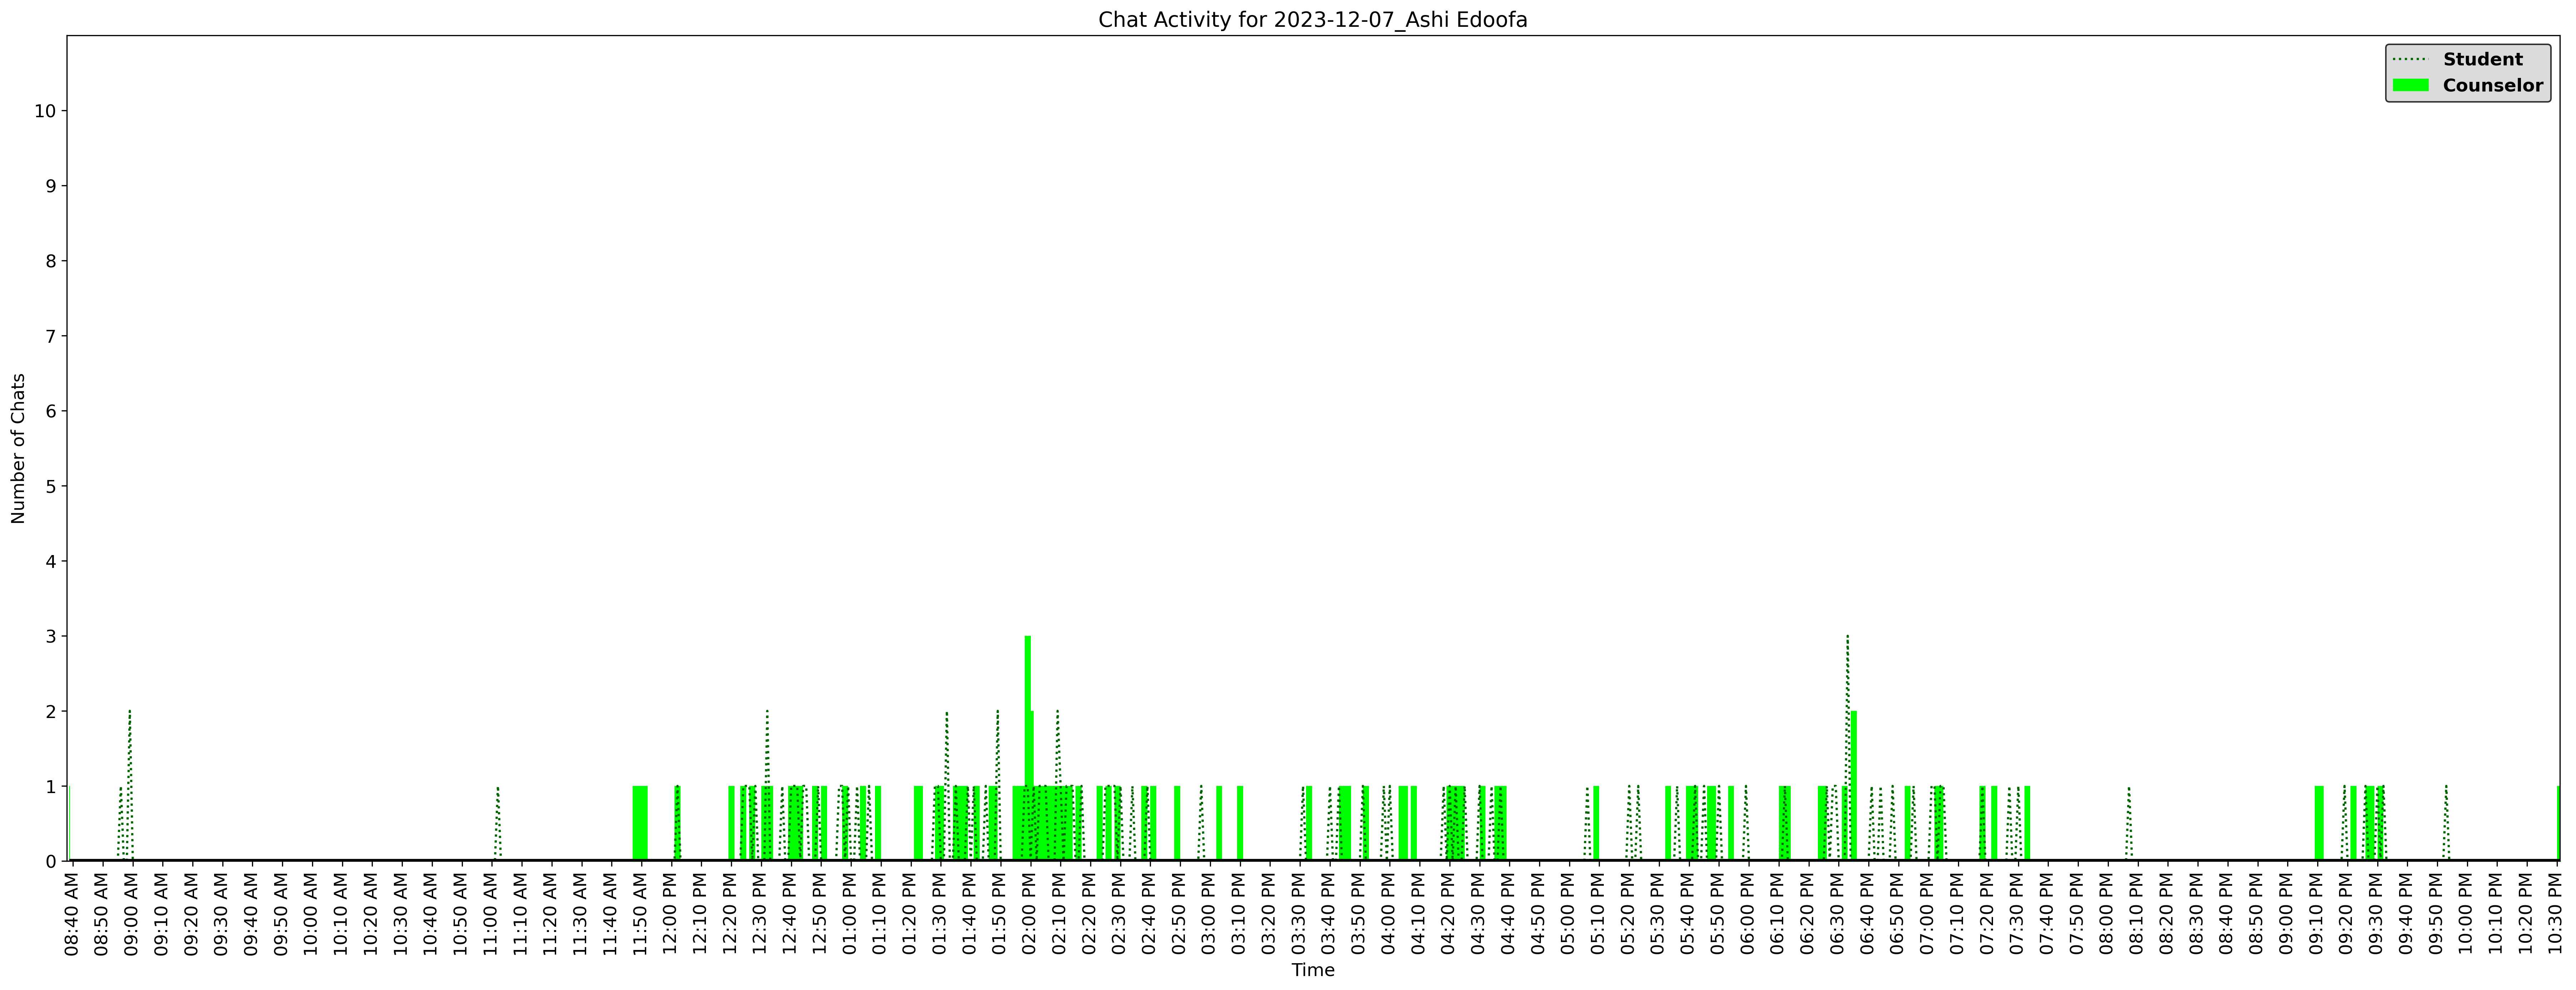 Chat Activity for 2023-12-07_Ashi Edoofa
Student
Counselor
Number of Chats
10
9
8
7
6
5
4
3
2
1
0
08:40 AM
08:50 AM
09:00 AM
09:10 AM
09:20 AM
09:30 AM
09:40 AM
09:50 AM
10:00 AM
10:10 AM
10:20 AM
10:30 AM
10:40 AM
10:50 AM
11:00 AM
11:10 AM
11:20 AM
11:30 AM
11:40 AM
11:50 AM
12:00 PM
12:10 PM
12:20 PM
12:30 PM
12:40 PM
12:50 PM
01:00 PM
01:10 PM
01:20 PM
01:30 PM
01:40 PM
01:50 PM
02:00 PM
02:10 PM
02:20 PM
02:30 PM
02:40 PM
02:50 PM
03:00 PM
03:10 PM
03:20 PM
03:30 PM
03:40 PM
03:50 PM
04:00 PM
04:10 PM
04:20 PM
04:30 PM
04:40 PM
04:50 PM
05:00 PM
05:10 PM
05:20 PM
05:30 PM
05:40 PM
05:50 PM
06:00 PM
06:10 PM
06:20 PM
06:30 PM
06:40 PM
06:50 PM
07:00 PM
07:10 PM
07:20 PM
07:30 PM
07:40 PM
07:50 PM
08:00 PM
08:10 PM
08:20 PM
08:30 PM
08:40 PM
08:50 PM
09:00 PM
09:10 PM
09:20 PM
09:30 PM
09:40 PM
09:50 PM
10:00 PM
10:10 PM
10:20 PM
10:30 PM
Time